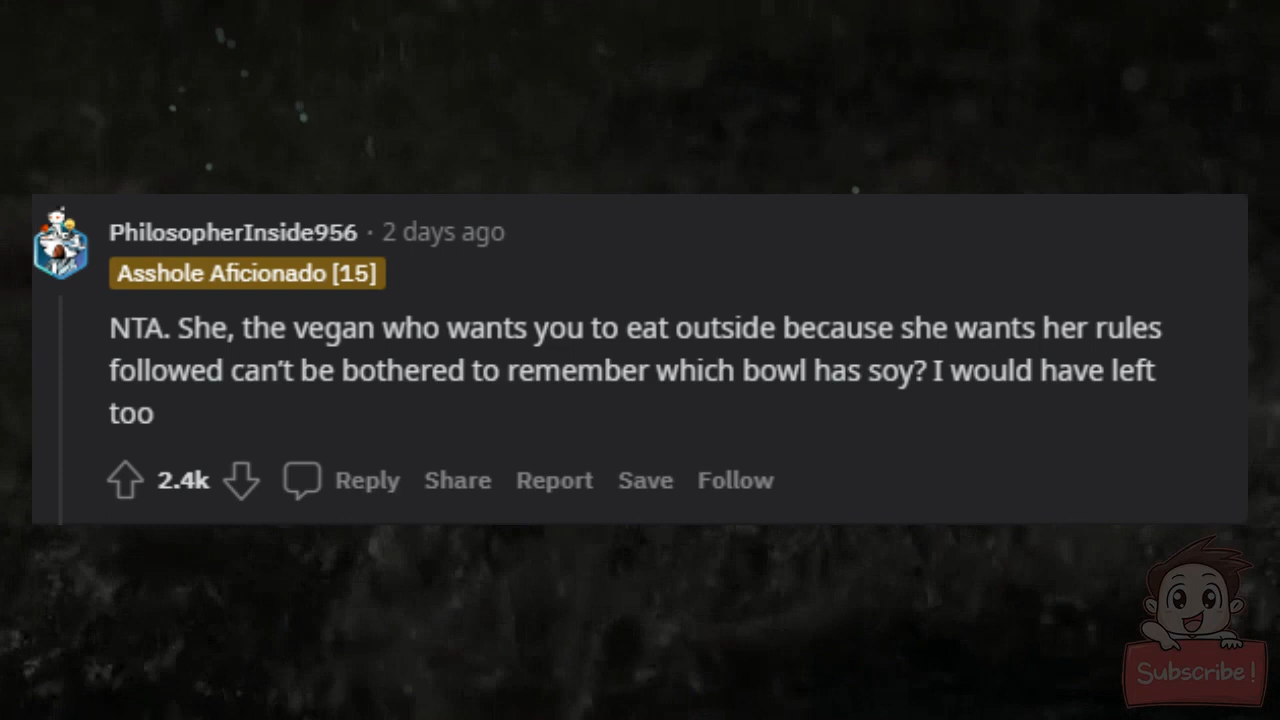 PhilosopherInside956 · 2 days ago
Asshole Aficionado [15]
NTA. She, the vegan who wants you to eat outside because she wants her rules
followed can't be bothered to remember which bowl has soy? I would have left
too
2.4k Reply Share Report Save Follow
Subscribe!